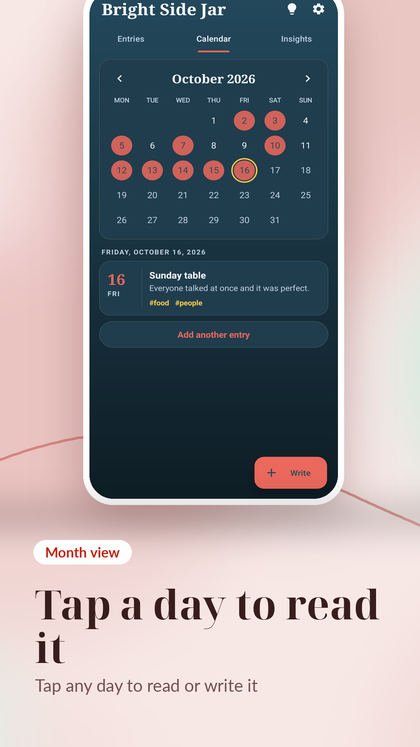 Bright Side Jar
Entries Calendar Insights
October 2026
MON TUE WED THU FRI SAT SUN
1 2 3 4
5 6 7 8 9 10 11
12 13 14 15 16 17 18
19 20 21 22 23 24 25
26 27 28 29 30 31
FRIDAY, OCTOBER 16, 2026
16 Sunday table
FRI Everyone talked at once and it was perfect.
#food #people
Add another entry
+ Write
Month view
Tap a day to read
it
Tap any day to read or write it